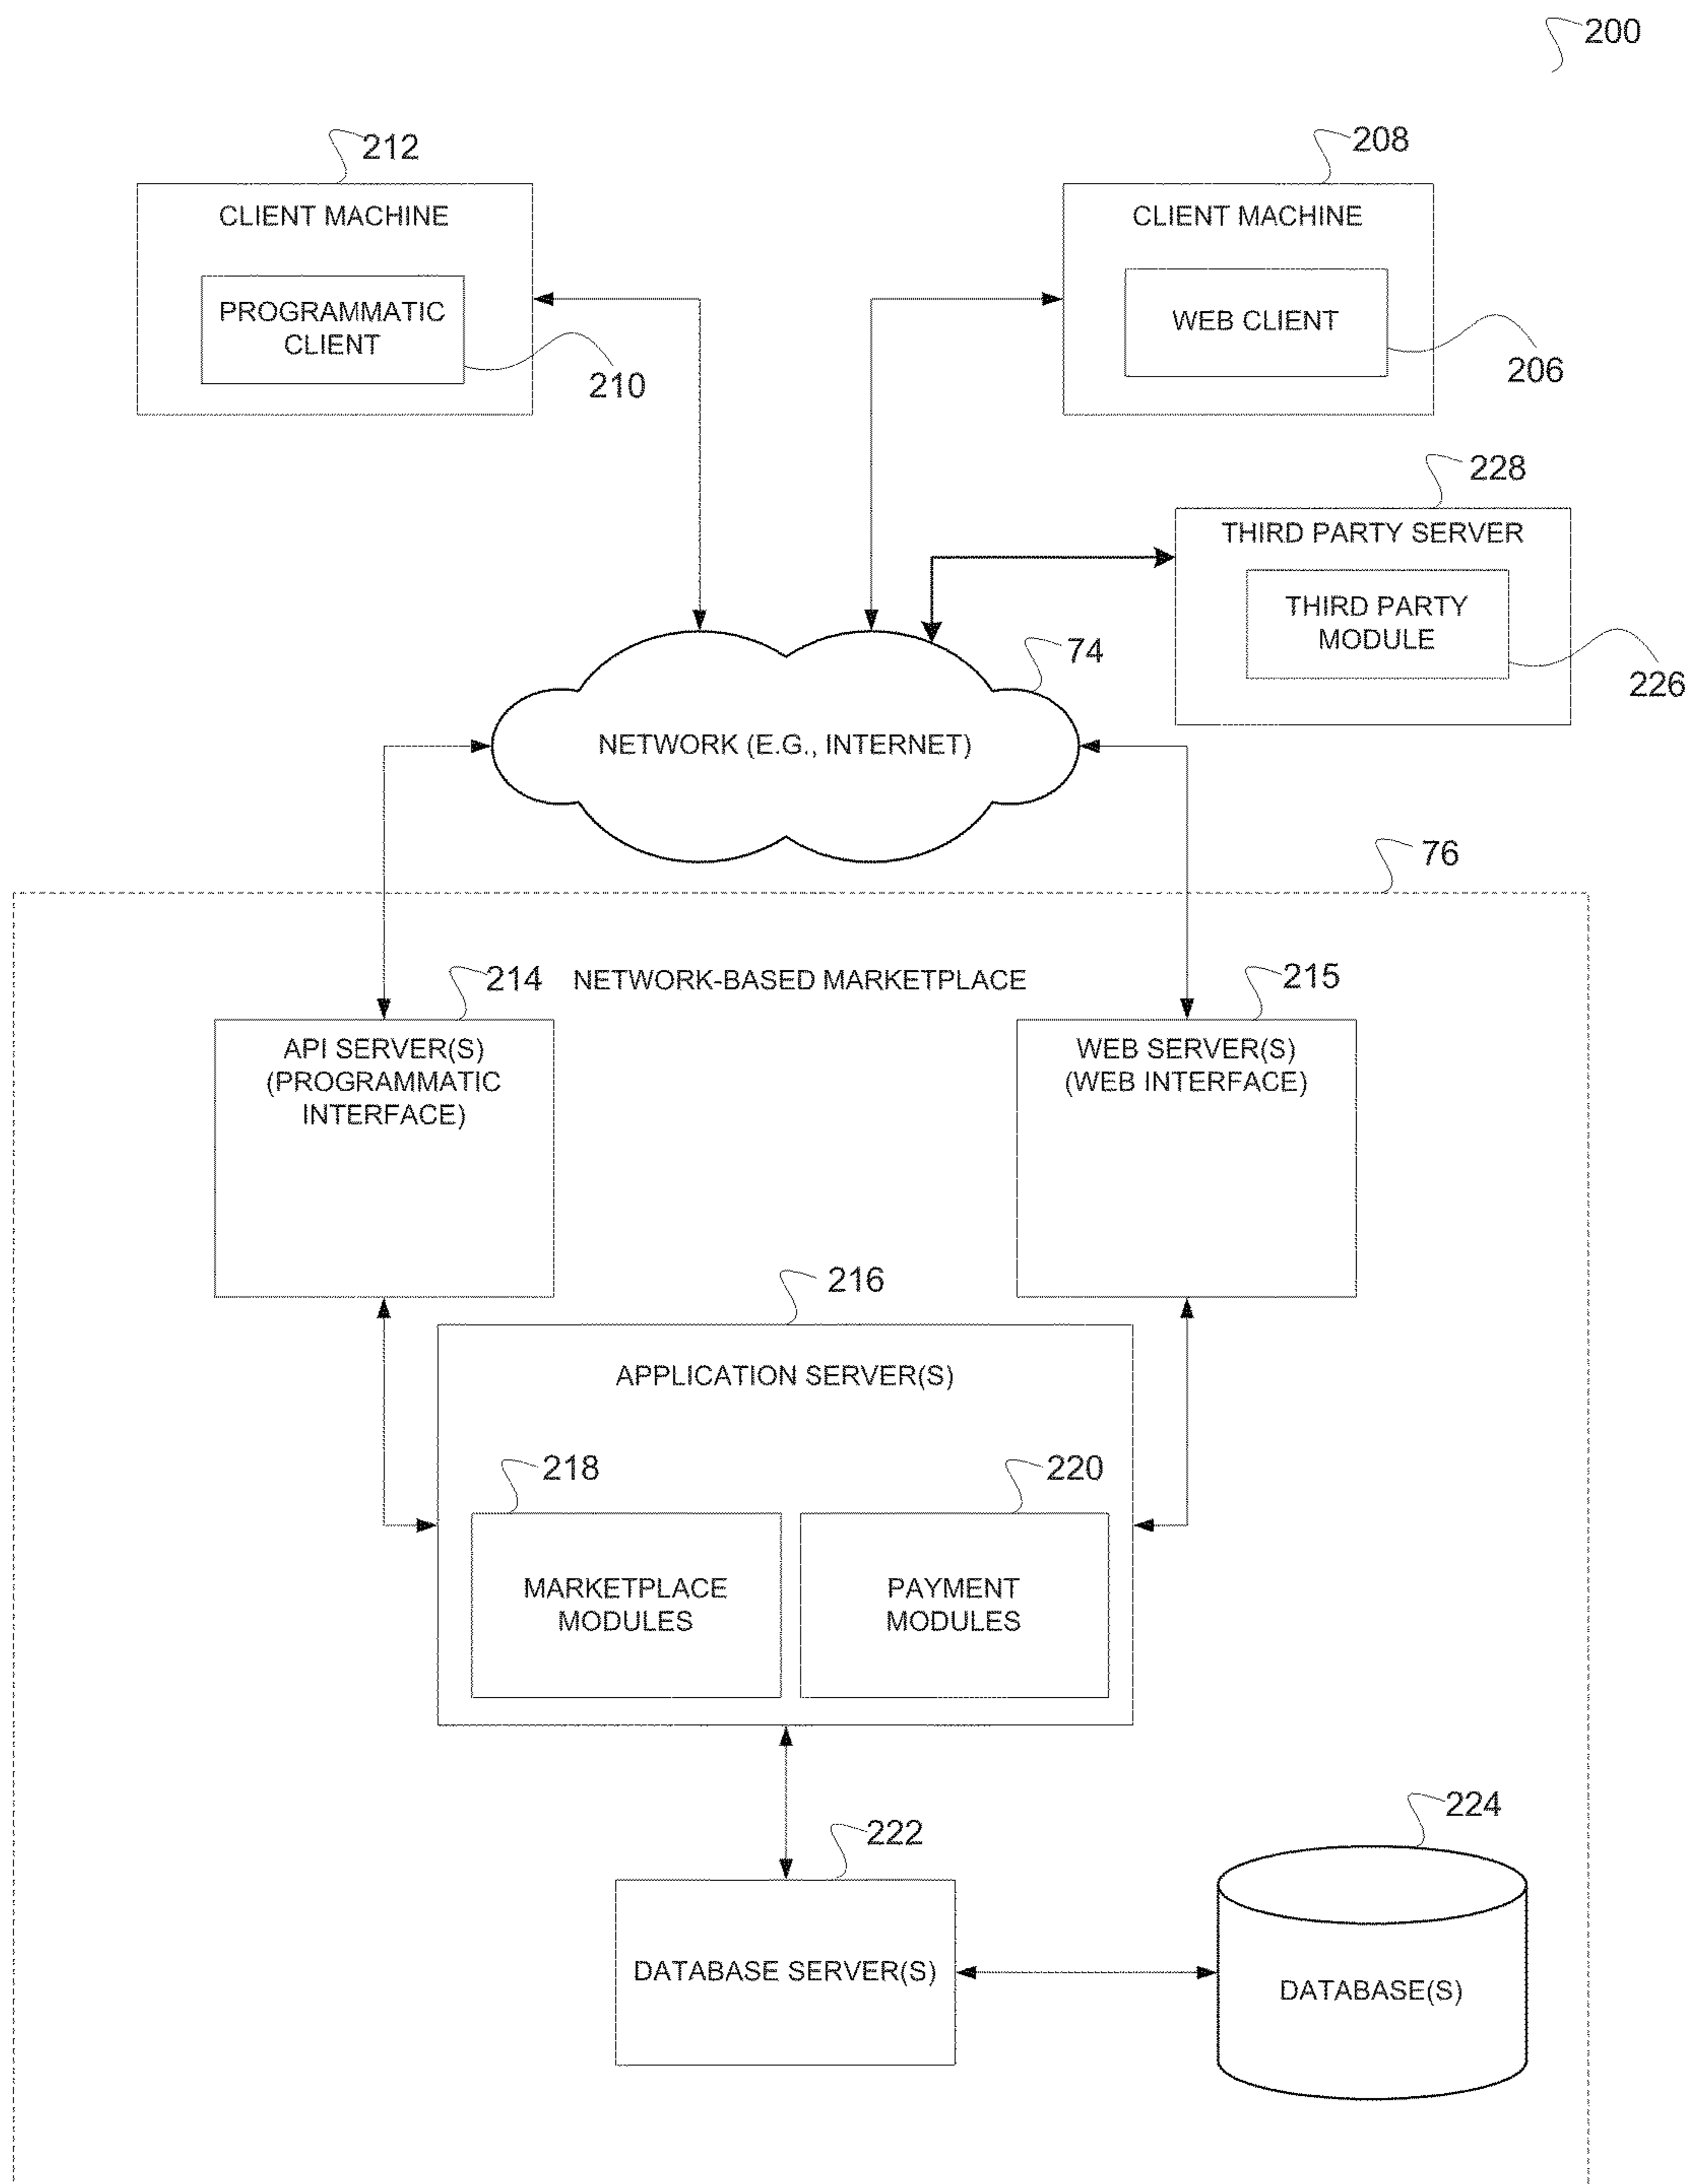 200
212
208
CLIENT MACHINE
CLIENT MACHINE
PROGRAMMATIC
CLIENT
WEB CLIENT
210
206
228
THIRD PARTY SERVER
THIRD PARTY
MODULE
226
74
NETWORK (E.G., INTERNET)
76
NETWORK-BASED MARKETPLACE
214
215
API SERVER(S)
(PROGRAMMATIC
INTERFACE)
WEB SERVER(S)
(WEB INTERFACE)
216
APPLICATION SERVER(S)
218
220
MARKETPLACE
MODULES
PAYMENT
MODULES
222
224
DATABASE SERVER(S)
DATABASE(S)